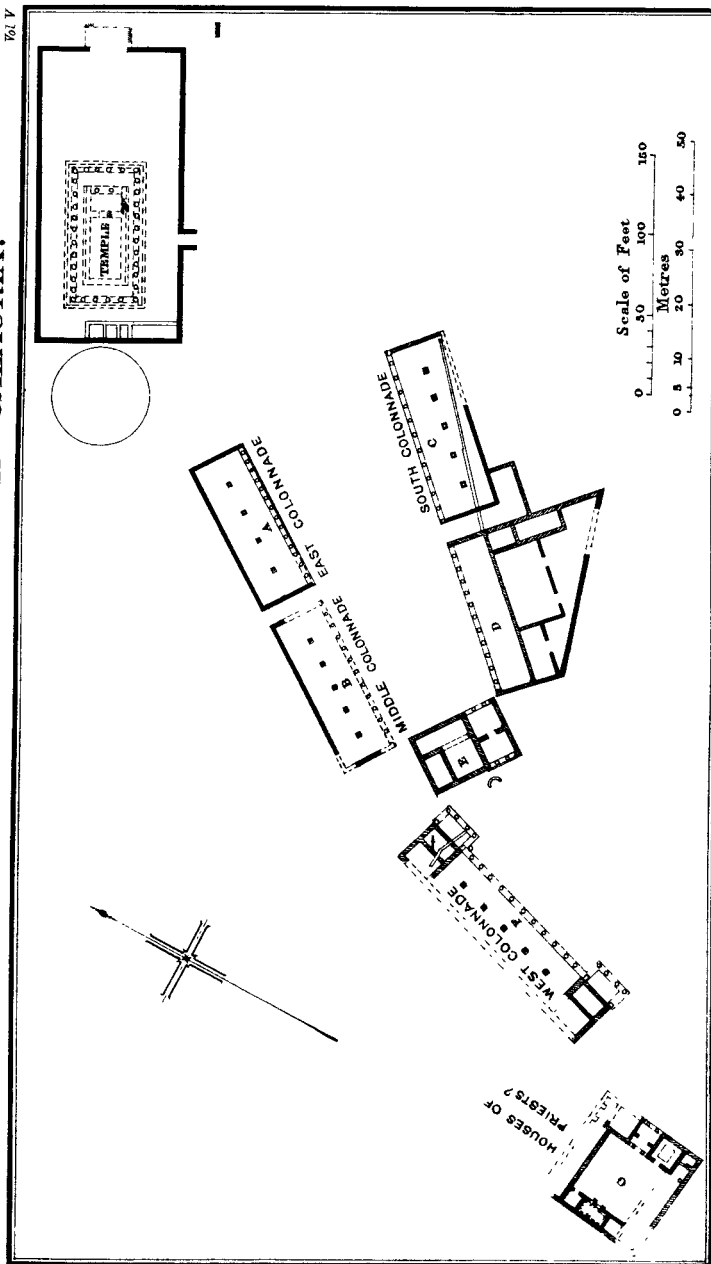 Vol V
TEMPLE
EAST COLONNADE
A
MIDDLE COLONNADE
B
SOUTH COLONNADE
C
D
E
WEST COLONNADE
F
HOUSES OF
PRIESTS ?
G
Scale of Feet
0 50 100 150
Metres
0 5 10 20 30 40 50